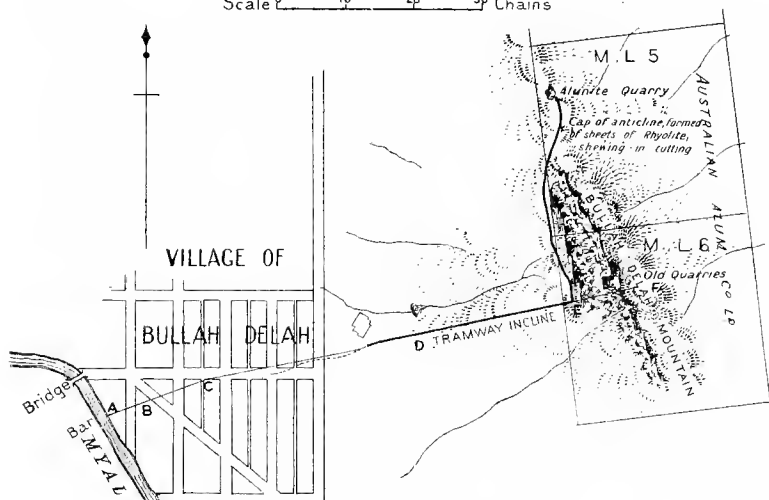 Scale Chains
M.L 5
Alunite Quarry
Cap of anticline, formed
of sheets of Rhyolite,
shewing in cutting
AUSTRALIAN ALUM CO LD
VILLAGE OF
BULLAH DELAH
M.L 6
Old Quarries
F
E
BULLAH DELAH MOUNTAIN
D TRAMWAY INCLINE
Bridge
A
B
C
Bar
MYAL